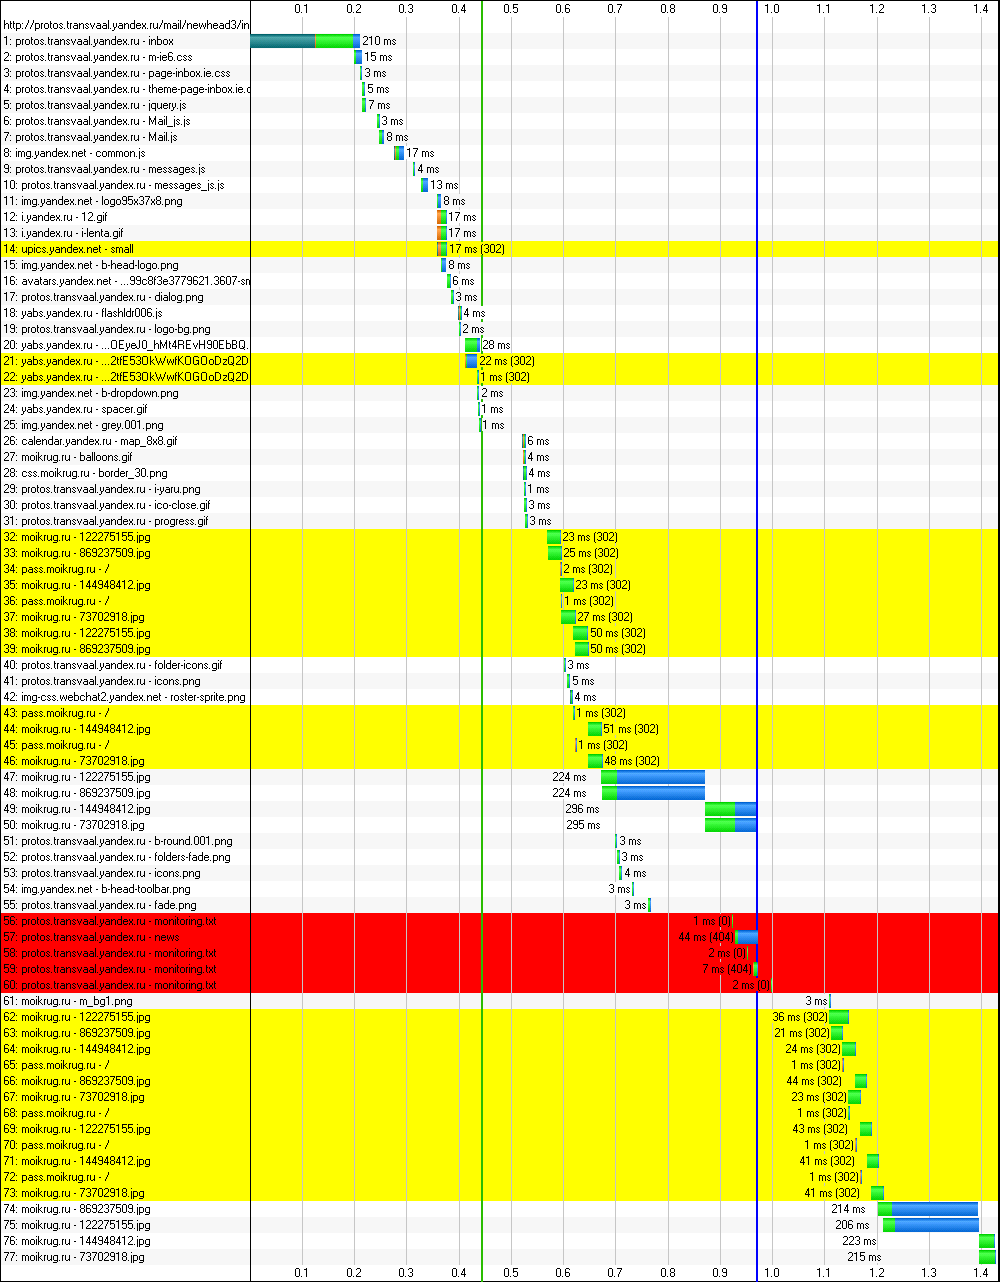 0.1 0.2 0.3 0.4 0.5 0.6 0.7 0.8 0.9 1.0 1.1 1.2 1.3 1.4
http://protos.transvaal.yandex.ru/mail/newhead3/in
1: protos.transvaal.yandex.ru - inbox 210 ms
2: protos.transvaal.yandex.ru - m-ie6.css 15 ms
3: protos.transvaal.yandex.ru - page-inbox.ie.css 3 ms
4: protos.transvaal.yandex.ru - theme-page-inbox.ie.c 5 ms
5: protos.transvaal.yandex.ru - jquery.js 7 ms
6: protos.transvaal.yandex.ru - Mail_js.js 3 ms
7: protos.transvaal.yandex.ru - Mail.js 8 ms
8: img.yandex.net - common.js 17 ms
9: protos.transvaal.yandex.ru - messages.js 4 ms
10: protos.transvaal.yandex.ru - messages_js.js 13 ms
11: img.yandex.net - logo95x37x8.png 8 ms
12: i.yandex.ru - 12.gif 17 ms
13: i.yandex.ru - i-lenta.gif 17 ms
14: upics.yandex.net - small 17 ms (302)
15: img.yandex.net - b-head-logo.png 8 ms
16: avatars.yandex.net - ...99c8f3e3779621.3607-sm 6 ms
17: protos.transvaal.yandex.ru - dialog.png 3 ms
18: yabs.yandex.ru - flashldr006.js 4 ms
19: protos.transvaal.yandex.ru - logo-bg.png 2 ms
20: yabs.yandex.ru - ...OEyeJ0_hMt4REvH90EbBQ. 28 ms
21: yabs.yandex.ru - ...2tfE53OkWwfKOGOoDzQ2D 22 ms (302)
22: yabs.yandex.ru - ...2tfE53OkWwfKOGOoDzQ2D 1 ms (302)
23: img.yandex.net - b-dropdown.png 2 ms
24: yabs.yandex.ru - spacer.gif 1 ms
25: img.yandex.net - grey.001.png 1 ms
26: calendar.yandex.ru - map_8x8.gif 6 ms
27: moikrug.ru - balloons.gif 4 ms
28: css.moikrug.ru - border_30.png 4 ms
29: protos.transvaal.yandex.ru - i-yaru.png 1 ms
30: protos.transvaal.yandex.ru - ico-close.gif 3 ms
31: protos.transvaal.yandex.ru - progress.gif 3 ms
32: moikrug.ru - 122275155.jpg 23 ms (302)
33: moikrug.ru - 869237509.jpg 25 ms (302)
34: pass.moikrug.ru - / 2 ms (302)
35: moikrug.ru - 144948412.jpg 23 ms (302)
36: pass.moikrug.ru - / 1 ms (302)
37: moikrug.ru - 73702918.jpg 27 ms (302)
38: moikrug.ru - 122275155.jpg 50 ms (302)
39: moikrug.ru - 869237509.jpg 50 ms (302)
40: protos.transvaal.yandex.ru - folder-icons.gif 3 ms
41: protos.transvaal.yandex.ru - icons.png 5 ms
42: img-css.webchat2.yandex.net - roster-sprite.png 4 ms
43: pass.moikrug.ru - / 1 ms (302)
44: moikrug.ru - 144948412.jpg 51 ms (302)
45: pass.moikrug.ru - / 1 ms (302)
46: moikrug.ru - 73702918.jpg 48 ms (302)
47: moikrug.ru - 122275155.jpg 224 ms
48: moikrug.ru - 869237509.jpg 224 ms
49: moikrug.ru - 144948412.jpg 296 ms
50: moikrug.ru - 73702918.jpg 295 ms
51: protos.transvaal.yandex.ru - b-round.001.png 3 ms
52: protos.transvaal.yandex.ru - folders-fade.png 3 ms
53: protos.transvaal.yandex.ru - icons.png 4 ms
54: img.yandex.net - b-head-toolbar.png 3 ms
55: protos.transvaal.yandex.ru - fade.png 3 ms
56: protos.transvaal.yandex.ru - monitoring.txt 1 ms (0)
57: protos.transvaal.yandex.ru - news 44 ms (404)
58: protos.transvaal.yandex.ru - monitoring.txt 2 ms (0)
59: protos.transvaal.yandex.ru - monitoring.txt 7 ms (404)
60: protos.transvaal.yandex.ru - monitoring.txt 2 ms (0)
61: moikrug.ru - m_bg1.png 3 ms
62: moikrug.ru - 122275155.jpg 36 ms (302)
63: moikrug.ru - 869237509.jpg 21 ms (302)
64: moikrug.ru - 144948412.jpg 24 ms (302)
65: pass.moikrug.ru - / 1 ms (302)
66: moikrug.ru - 869237509.jpg 44 ms (302)
67: moikrug.ru - 73702918.jpg 23 ms (302)
68: pass.moikrug.ru - / 1 ms (302)
69: moikrug.ru - 122275155.jpg 43 ms (302)
70: pass.moikrug.ru - / 1 ms (302)
71: moikrug.ru - 144948412.jpg 41 ms (302)
72: pass.moikrug.ru - / 1 ms (302)
73: moikrug.ru - 73702918.jpg 41 ms (302)
74: moikrug.ru - 869237509.jpg 214 ms
75: moikrug.ru - 122275155.jpg 206 ms
76: moikrug.ru - 144948412.jpg 223 ms
77: moikrug.ru - 73702918.jpg 215 ms
0.1 0.2 0.3 0.4 0.5 0.6 0.7 0.8 0.9 1.0 1.1 1.2 1.3 1.4